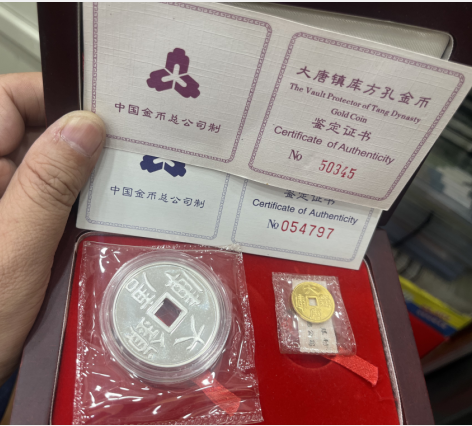 中国金币总公司制
大唐镇库方孔金币
The Vault Protector of Tang Dynasty
Gold Coin
鉴定证书
Certificate of Authenticity
No 50345
中国金币总公司制
鉴定证书
Certificate of Authenticity
No 054797